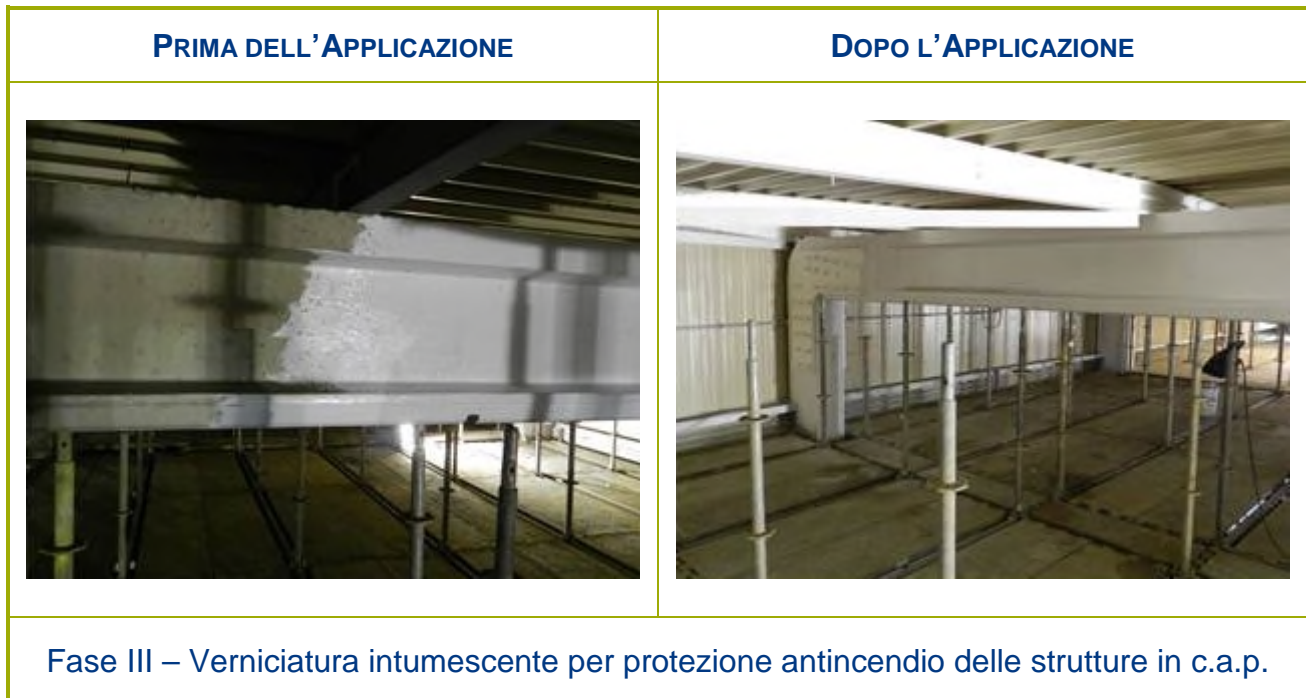 PRIMA DELL’APPLICAZIONE
DOPO L’APPLICAZIONE
Fase III – Verniciatura intumescente per protezione antincendio delle strutture in c.a.p.